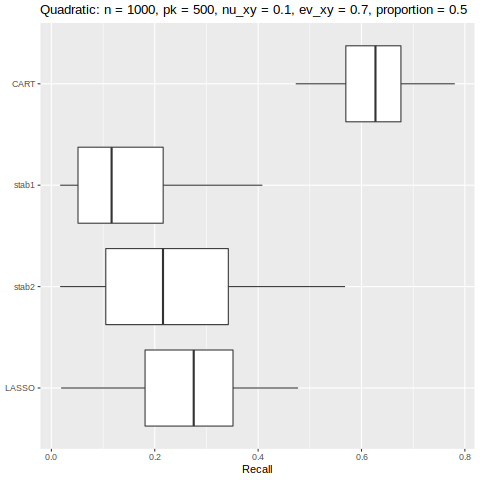 Quadratic: n = 1000, pk = 500, nu_xy = 0.1, ev_xy = 0.7, proportion = 0.5
CART
stab1
stab2
LASSO
0.0 0.2 0.4 0.6 0.8
Recall